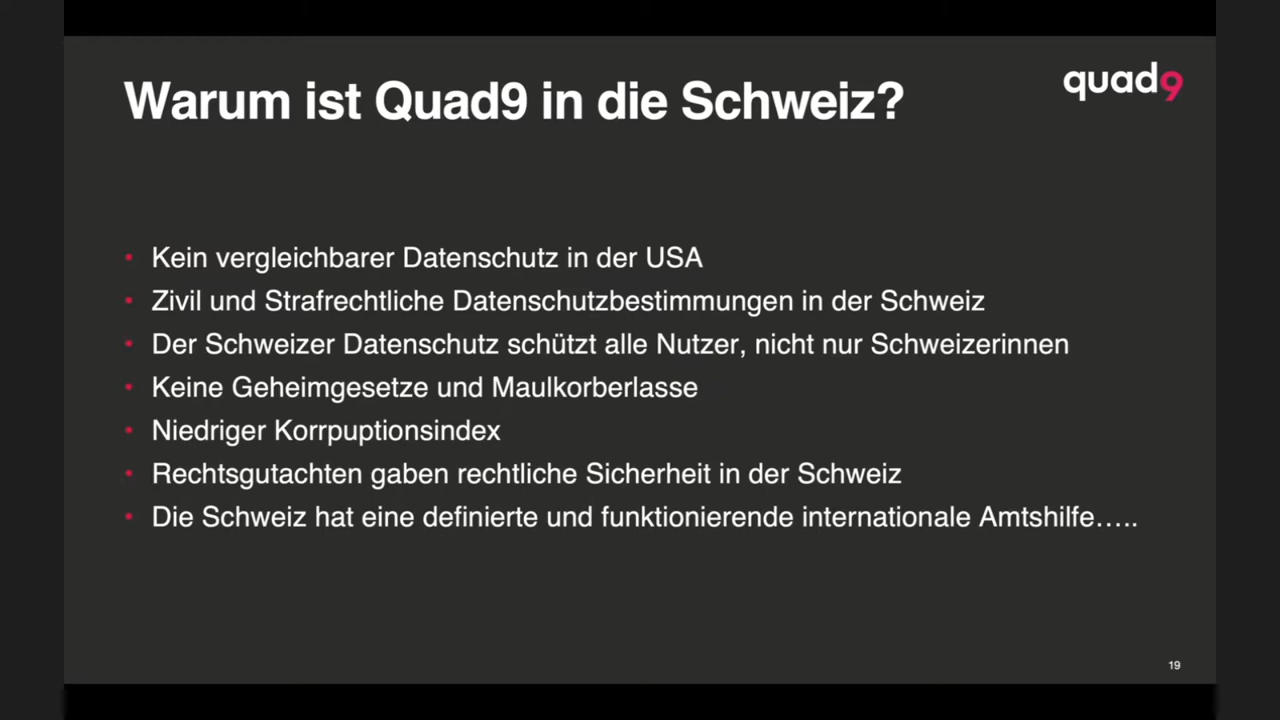 Warum ist Quad9 in die Schweiz?
quad9
• Kein vergleichbarer Datenschutz in der USA
• Zivil und Strafrechtliche Datenschutzbestimmungen in der Schweiz
• Der Schweizer Datenschutz schützt alle Nutzer, nicht nur Schweizerinnen
• Keine Geheimgesetze und Maulkorberlasse
• Niedriger Korrpuptionsindex
• Rechtsgutachten gaben rechtliche Sicherheit in der Schweiz
• Die Schweiz hat eine definierte und funktionierende internationale Amtshilfe…..
19